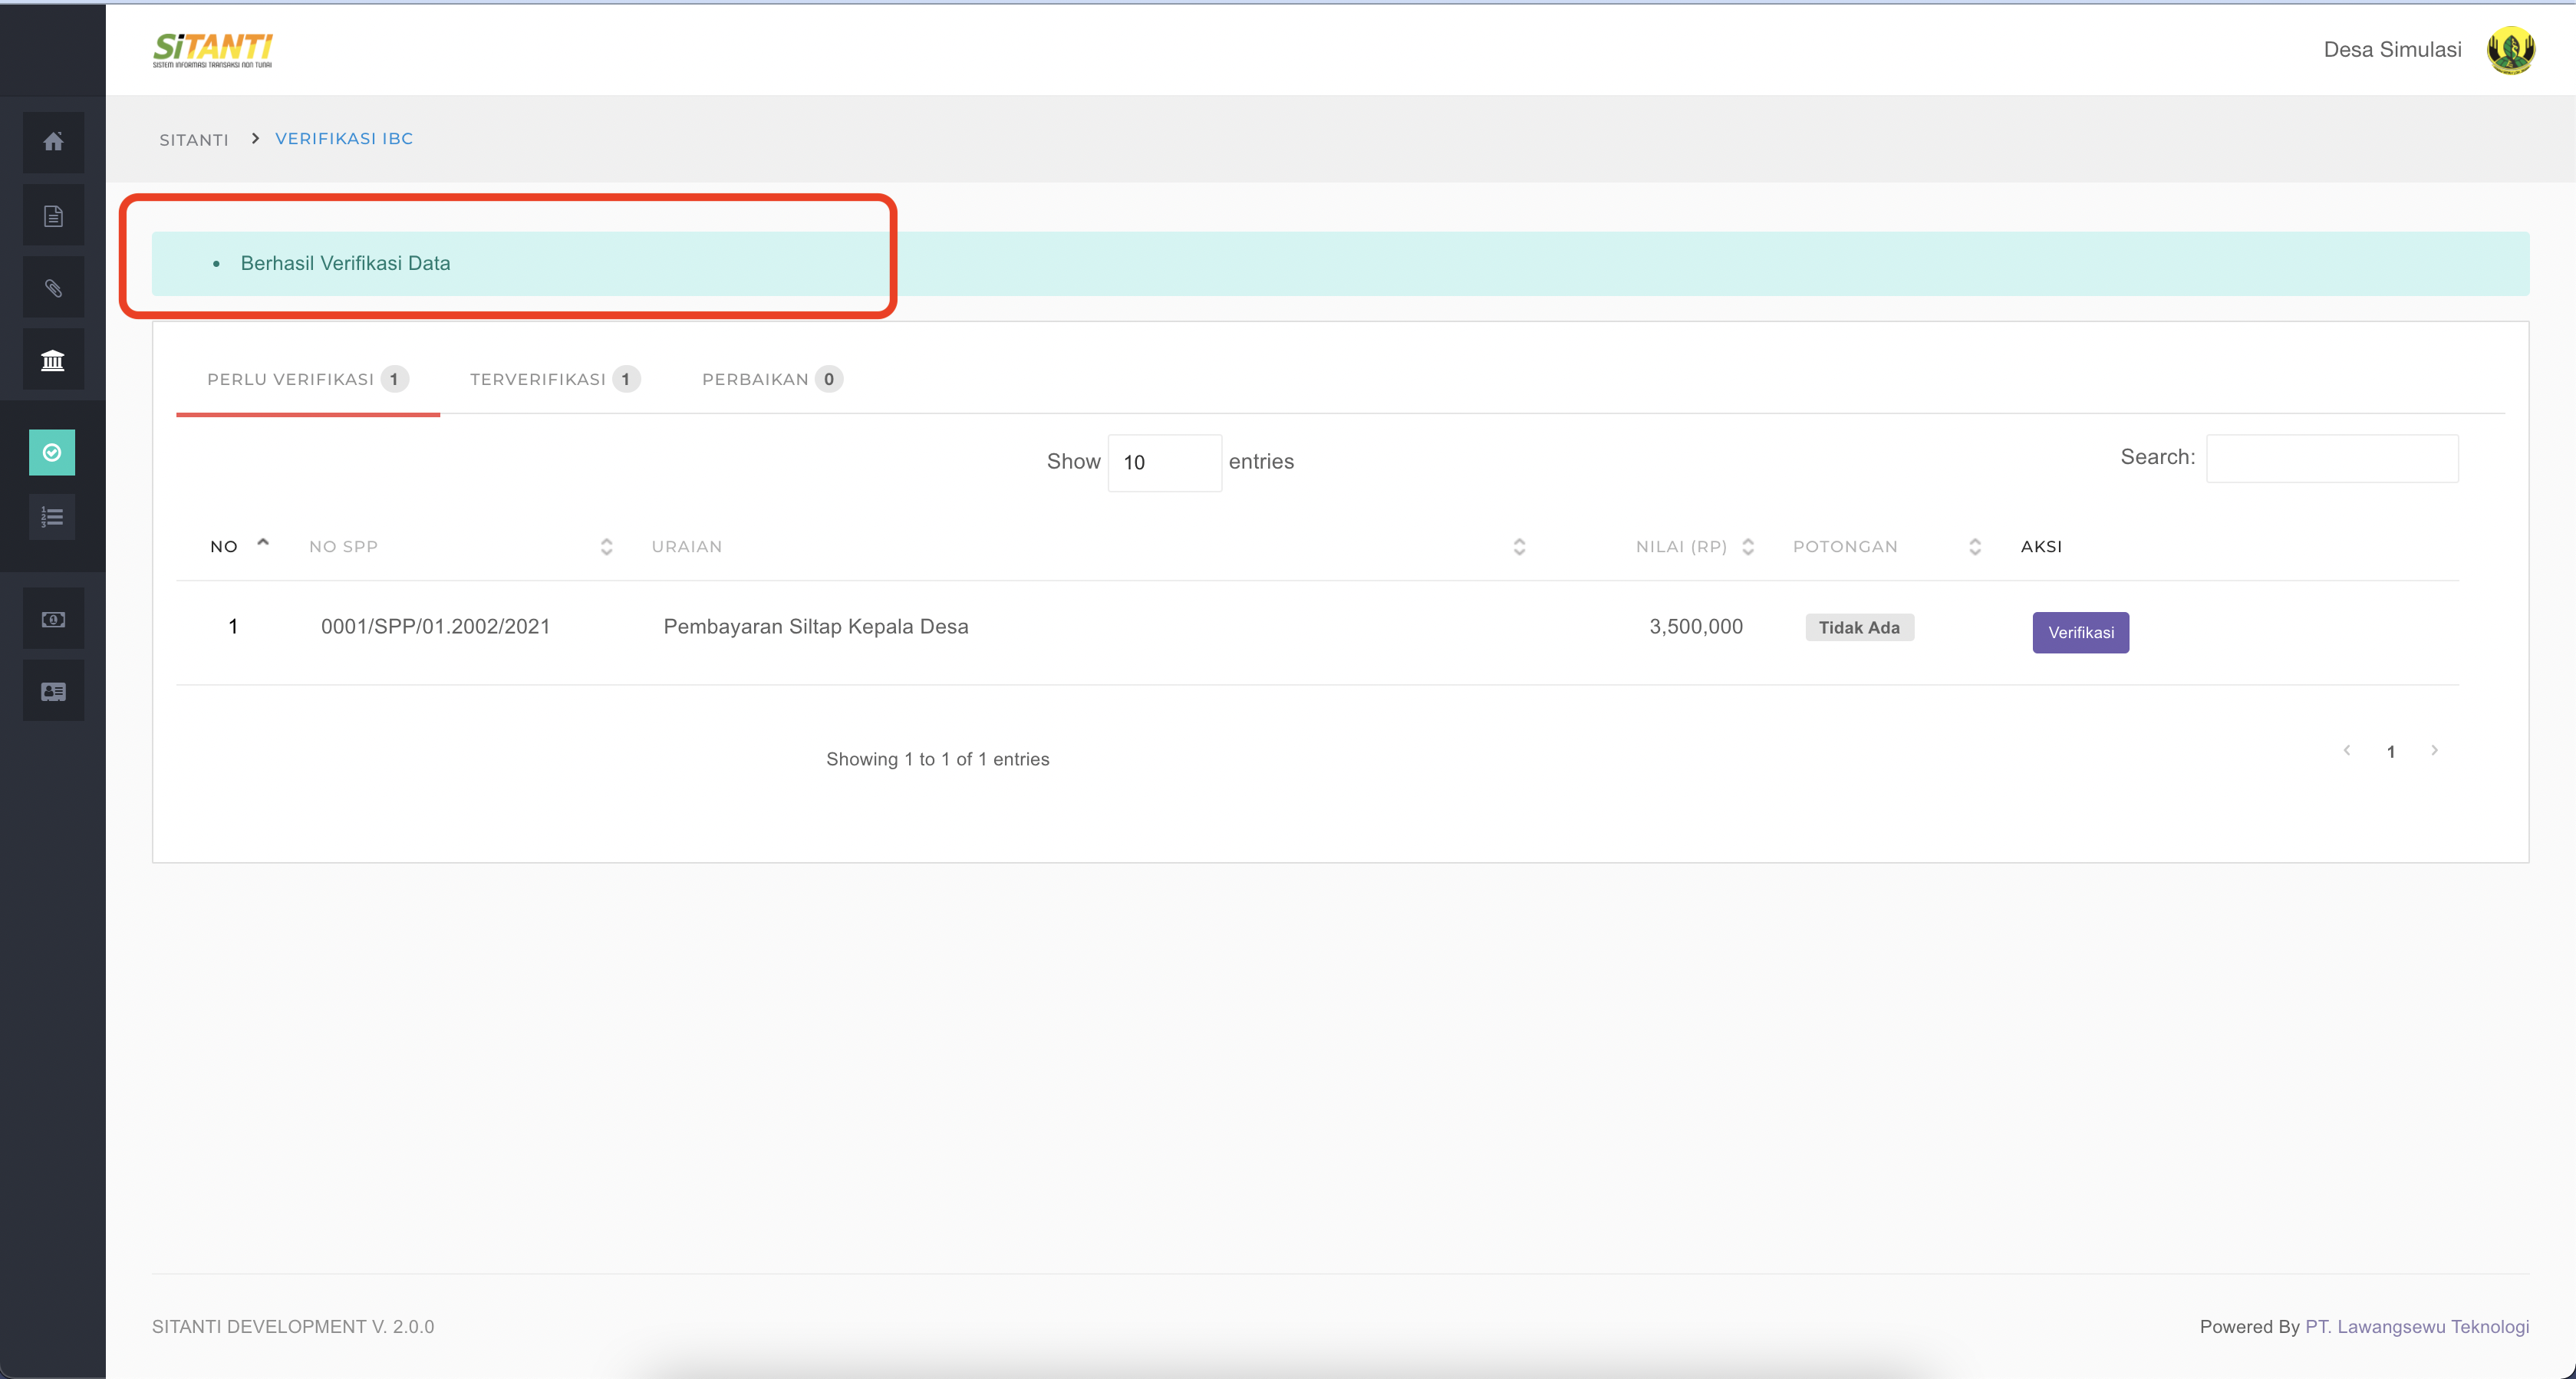 SiTANTI
SISTEM INFORMASI TRANSAKSI NON TUNAI
Desa Simulasi
SITANTI > VERIFIKASI IBC
• Berhasil Verifikasi Data
PERLU VERIFIKASI 1 TERVERIFIKASI 1 PERBAIKAN 0
Show 10 entries Search:
NO NO SPP URAIAN NILAI (RP) POTONGAN AKSI
1 0001/SPP/01.2002/2021 Pembayaran Siltap Kepala Desa 3,500,000 Tidak Ada Verifikasi
Showing 1 to 1 of 1 entries
‹ 1 ›
SITANTI DEVELOPMENT V. 2.0.0 Powered By PT. Lawangsewu Teknologi